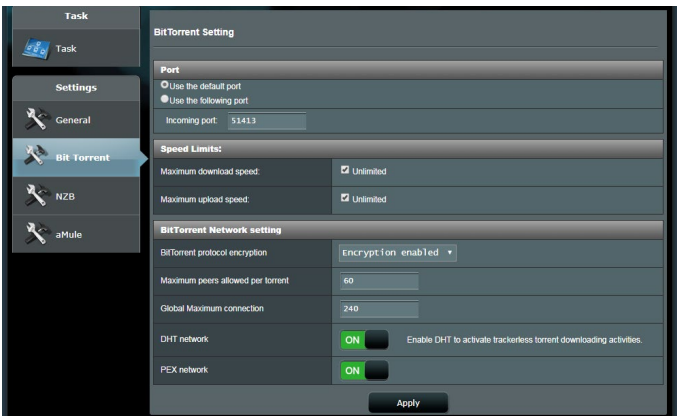 Task
Task
Settings
General
Bit Torrent
NZB
aMule
BitTorrent Setting
Port
Use the default port
Use the following port
Incoming port: 51413
Speed Limits:
Maximum download speed: Unlimited
Maximum upload speed: Unlimited
BitTorrent Network setting
BitTorrent protocol encryption Encryption enabled
Maximum peers allowed per torrent 60
Global Maximum connection 240
DHT network ON Enable DHT to activate trackerless torrent downloading activities.
PEX network ON
Apply